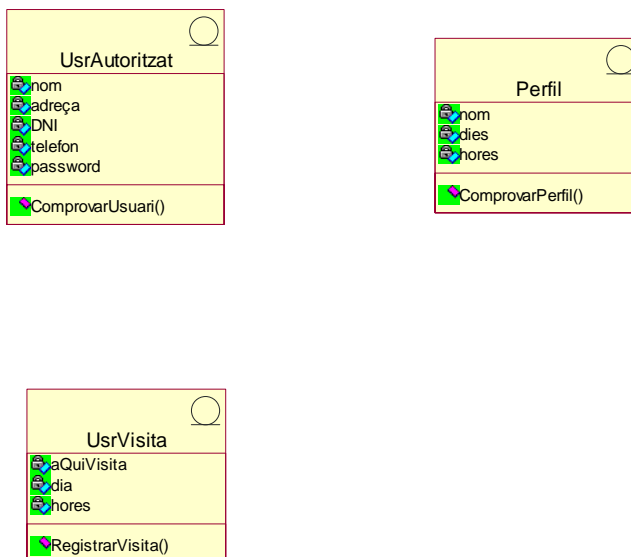 UsrAutoritzat
nom
adreça
DNI
telefon
password
ComprovarUsuari()
Perfil
nom
dies
hores
ComprovarPerfil()
UsrVisita
aQuiVisita
dia
hores
RegistrarVisita()